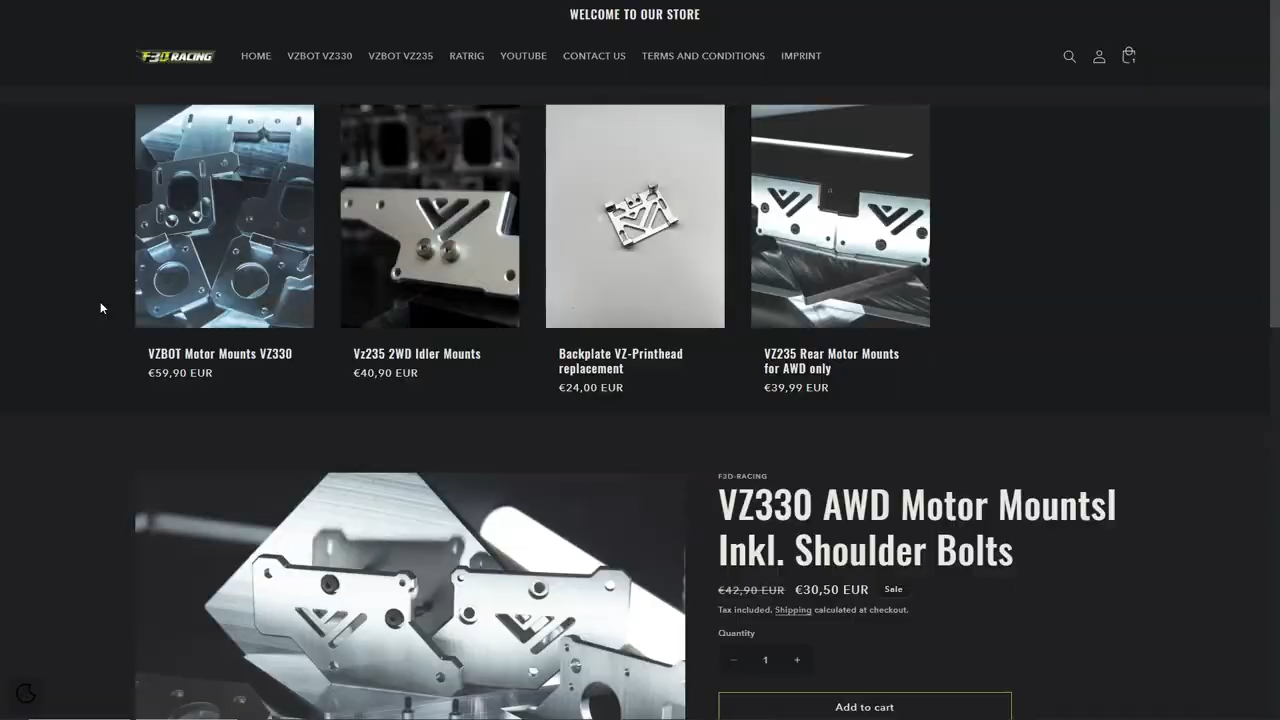 WELCOME TO OUR STORE
F3D RACING
HOME VZBOT VZ330 VZBOT VZ235 RATRIG YOUTUBE CONTACT US TERMS AND CONDITIONS IMPRINT
1
VZBOT Motor Mounts VZ330
€59,90 EUR
Vz235 2WD Idler Mounts
€40,90 EUR
Backplate VZ-Printhead
replacement
€24,00 EUR
VZ235 Rear Motor Mounts
for AWD only
€39,99 EUR
F3D-RACING
VZ330 AWD Motor MountsI
Inkl. Shoulder Bolts
€42,90 EUR €30,50 EUR Sale
Tax included. Shipping calculated at checkout.
Quantity
− 1 +
Add to cart